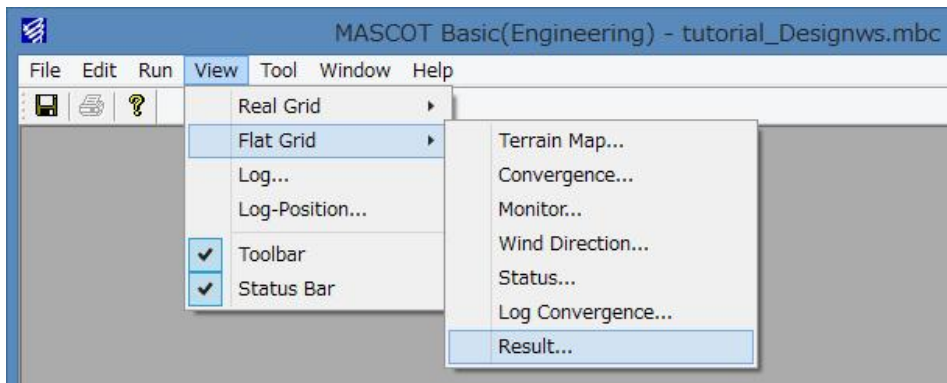 MASCOT Basic(Engineering) - tutorial_Designws.mbc
File Edit Run View Tool Window Help
Real Grid
Flat Grid
Log...
Log-Position...
Toolbar
Status Bar
Terrain Map...
Convergence...
Monitor...
Wind Direction...
Status...
Log Convergence...
Result...